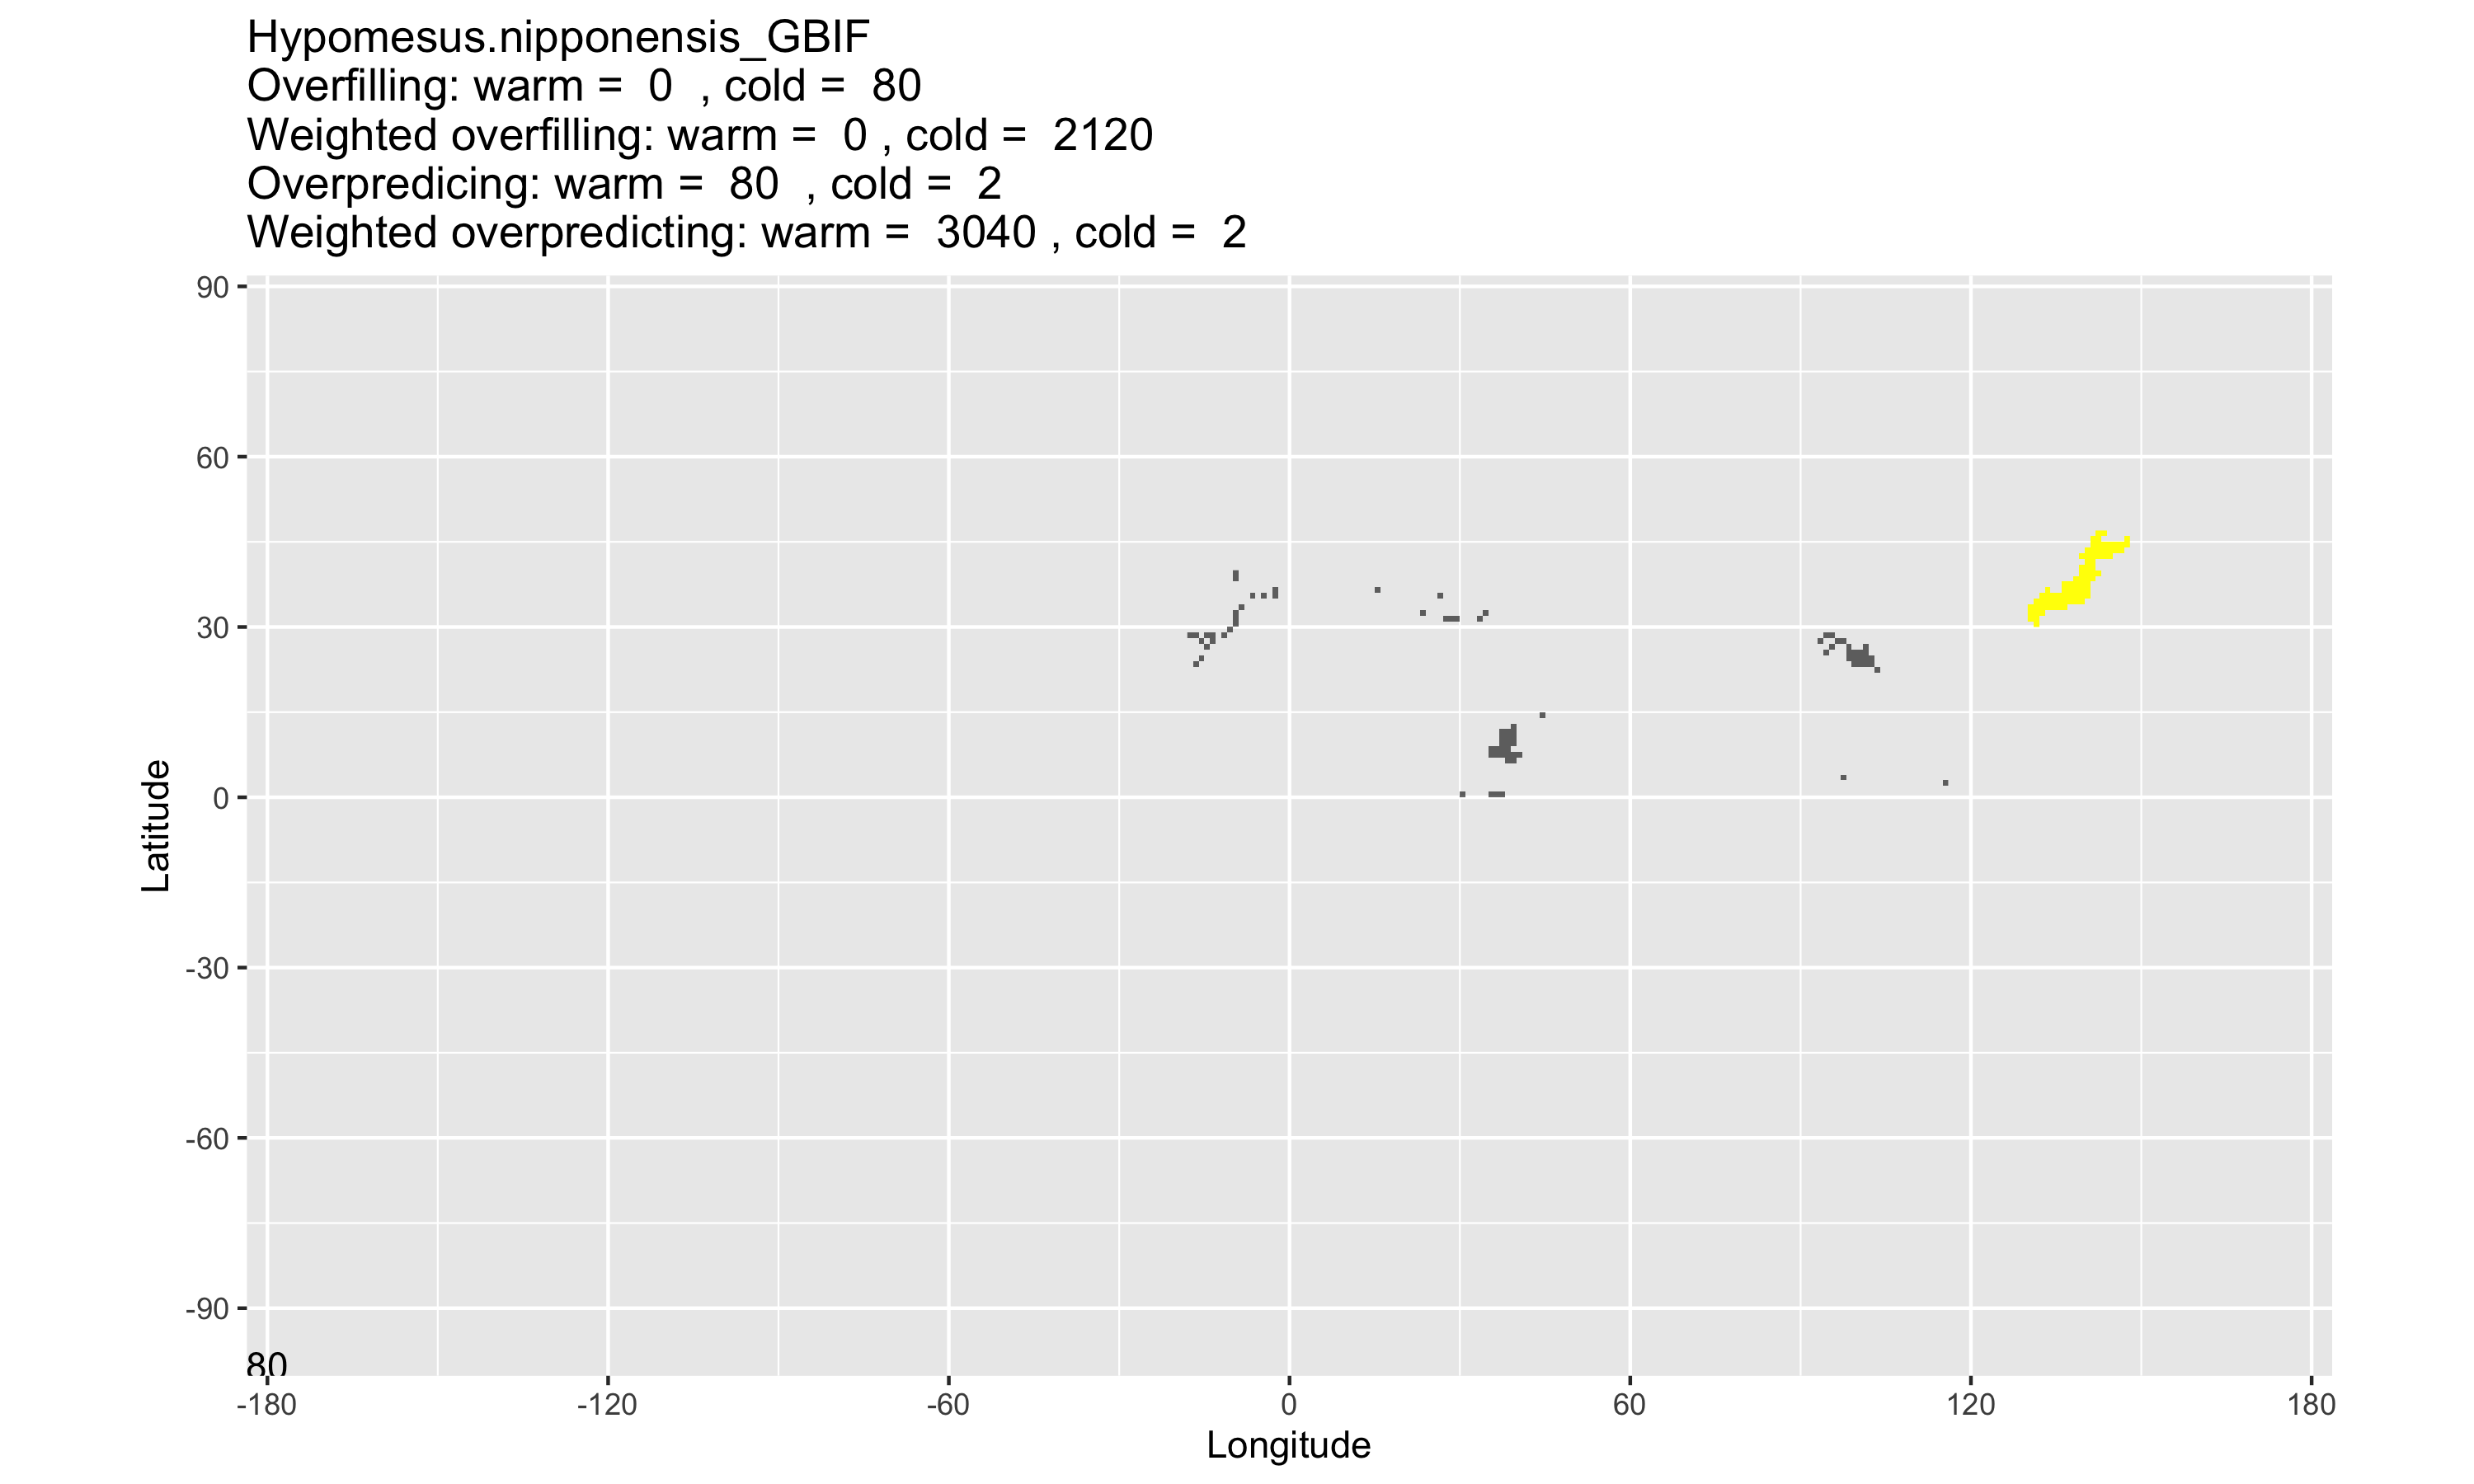 Hypomesus.nipponensis_GBIF
Overfilling: warm =  0  , cold =  80
Weighted overfilling: warm =  0 , cold =  2120
Overpredicing: warm =  80  , cold =  2
Weighted overpredicting: warm =  3040 , cold =  2
90
60
30
0
-30
-60
-90
Latitude
80
-180
-120
-60
0
60
120
180
Longitude